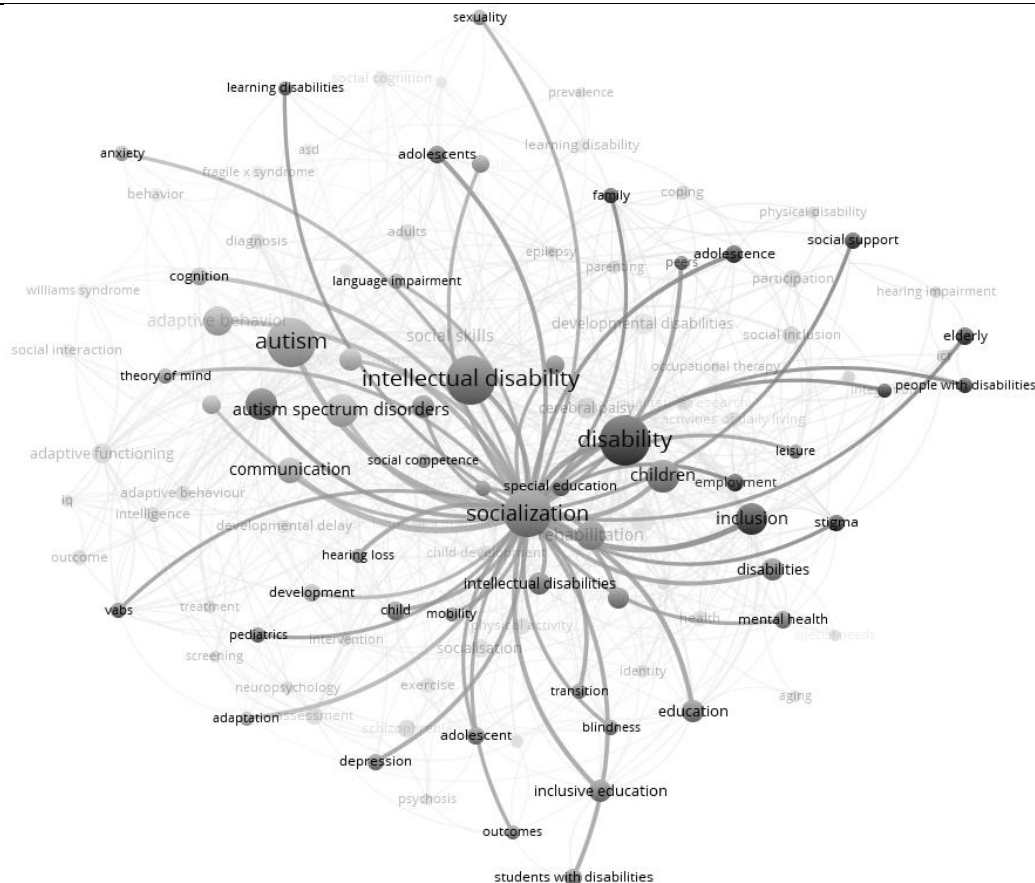 sexuality
social cognition
learning disabilities
prevalence
learning disability
asd
anxiety
adolescents
fragile x syndrome
behavior
family
coping
physical disability
adults
diagnosis
social support
epilepsy
adolescence
peers
parenting
cognition
language impairment
participation
williams syndrome
hearing impairment
adaptive behavior
developmental disabilities
social skills
social inclusion
elderly
autism
social interaction
ict
occupational therapy
theory of mind
intellectual disability
people with disabilities
autism spectrum disorders
cerebral palsy
activities of daily living
disability
leisure
adaptive functioning
social competence
communication
children
special education
employment
adaptive behaviour
iq
intelligence
socialization
inclusion
stigma
developmental delay
rehabilitation
hearing loss
child development
outcome
disabilities
intellectual disabilities
development
treatment
vabs
child
mobility
health
mental health
physical activity
pediatrics
intervention
special needs
socialisation
screening
identity
neuropsychology
exercise
transition
aging
adaptation
assessment
education
blindness
adolescent
depression
inclusive education
psychosis
outcomes
students with disabilities